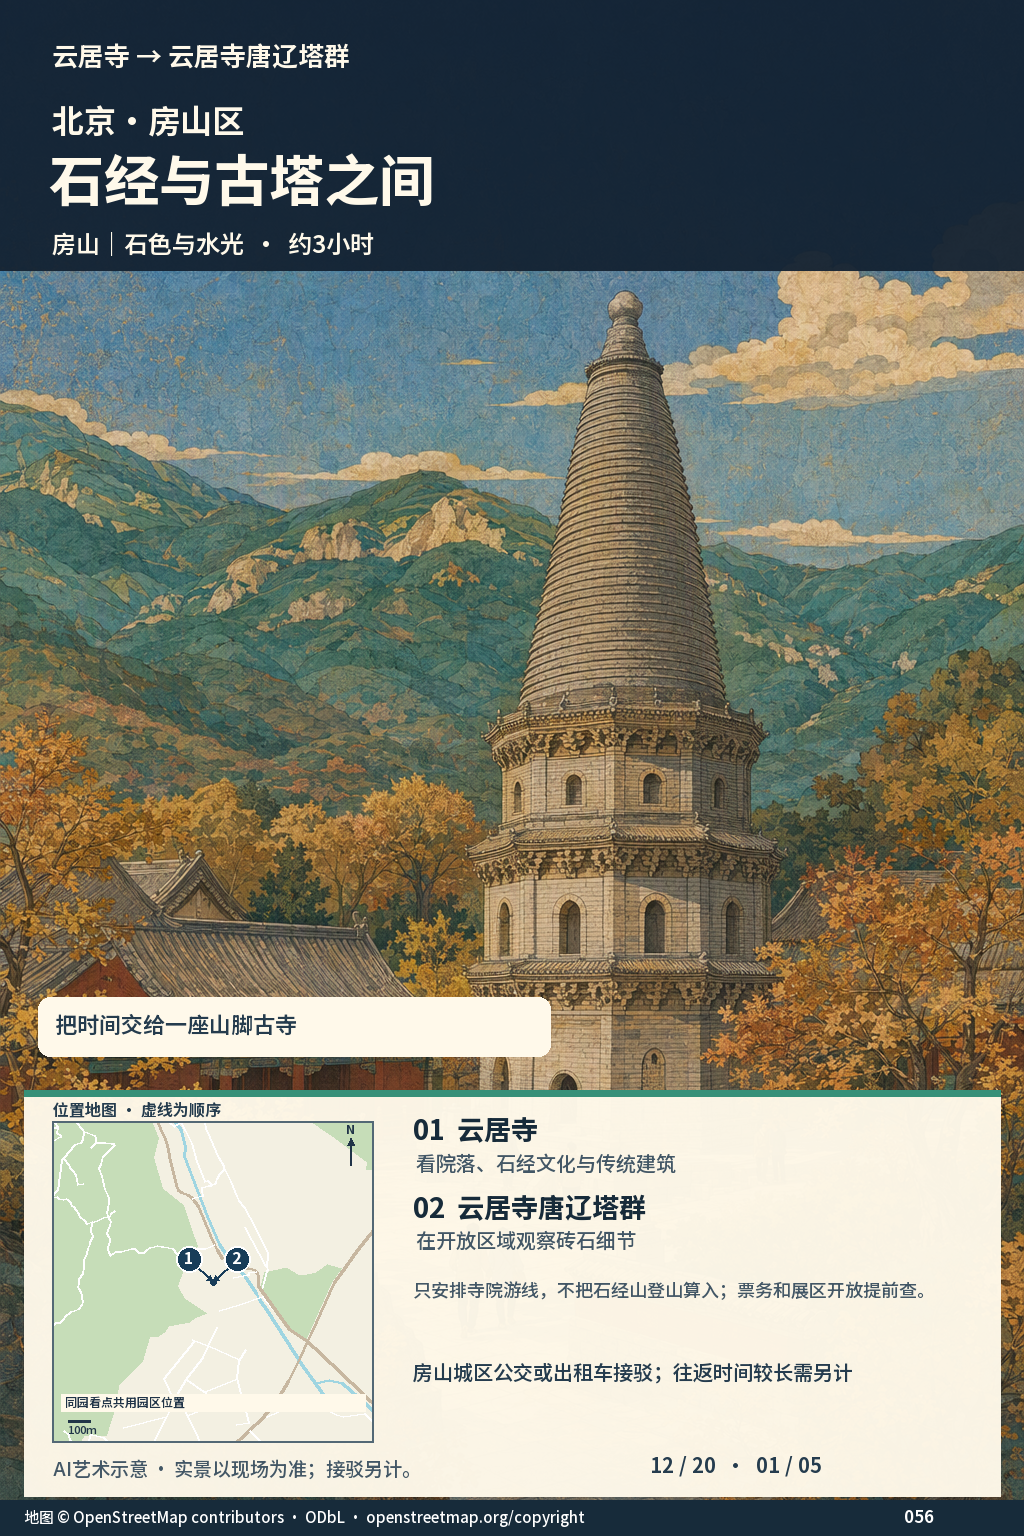 云居寺 → 云居寺唐辽塔群
北京·房山区
石经与古塔之间
房山｜石色与水光 · 约3小时
把时间交给一座山脚古寺
位置地图 · 虚线为顺序
N
1
2
同园看点共用园区位置
100m
01 云居寺
看院落、石经文化与传统建筑
02 云居寺唐辽塔群
在开放区域观察砖石细节
只安排寺院游线，不把石经山登山算入；票务和展区开放提前查。
房山城区公交或出租车接驳；往返时间较长需另计
AI艺术示意 · 实景以现场为准；接驳另计。
12 / 20 · 01 / 05
地图 © OpenStreetMap contributors · ODbL · openstreetmap.org/copyright
056